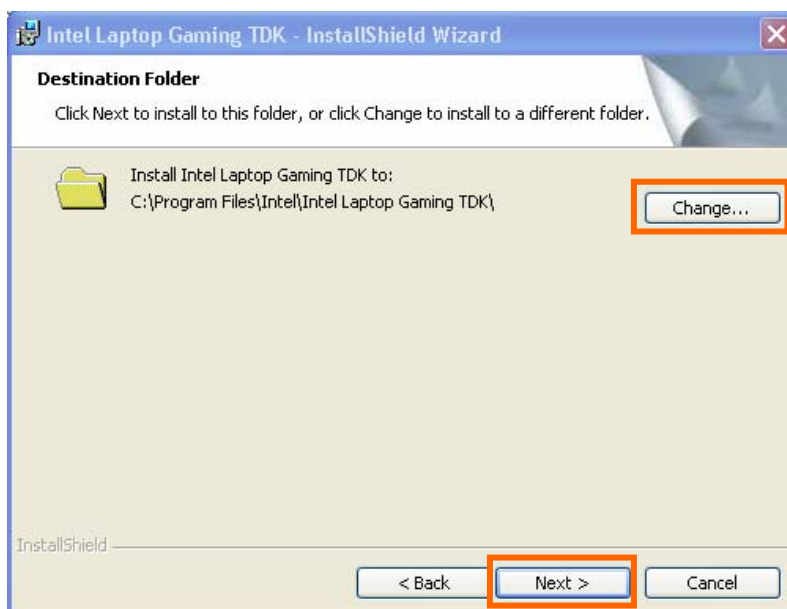 Intel Laptop Gaming TDK - InstallShield Wizard
Destination Folder
Click Next to install to this folder, or click Change to install to a different folder.
Install Intel Laptop Gaming TDK to:
C:\Program Files\Intel\Intel Laptop Gaming TDK\
Change...
InstallShield
< Back
Next >
Cancel